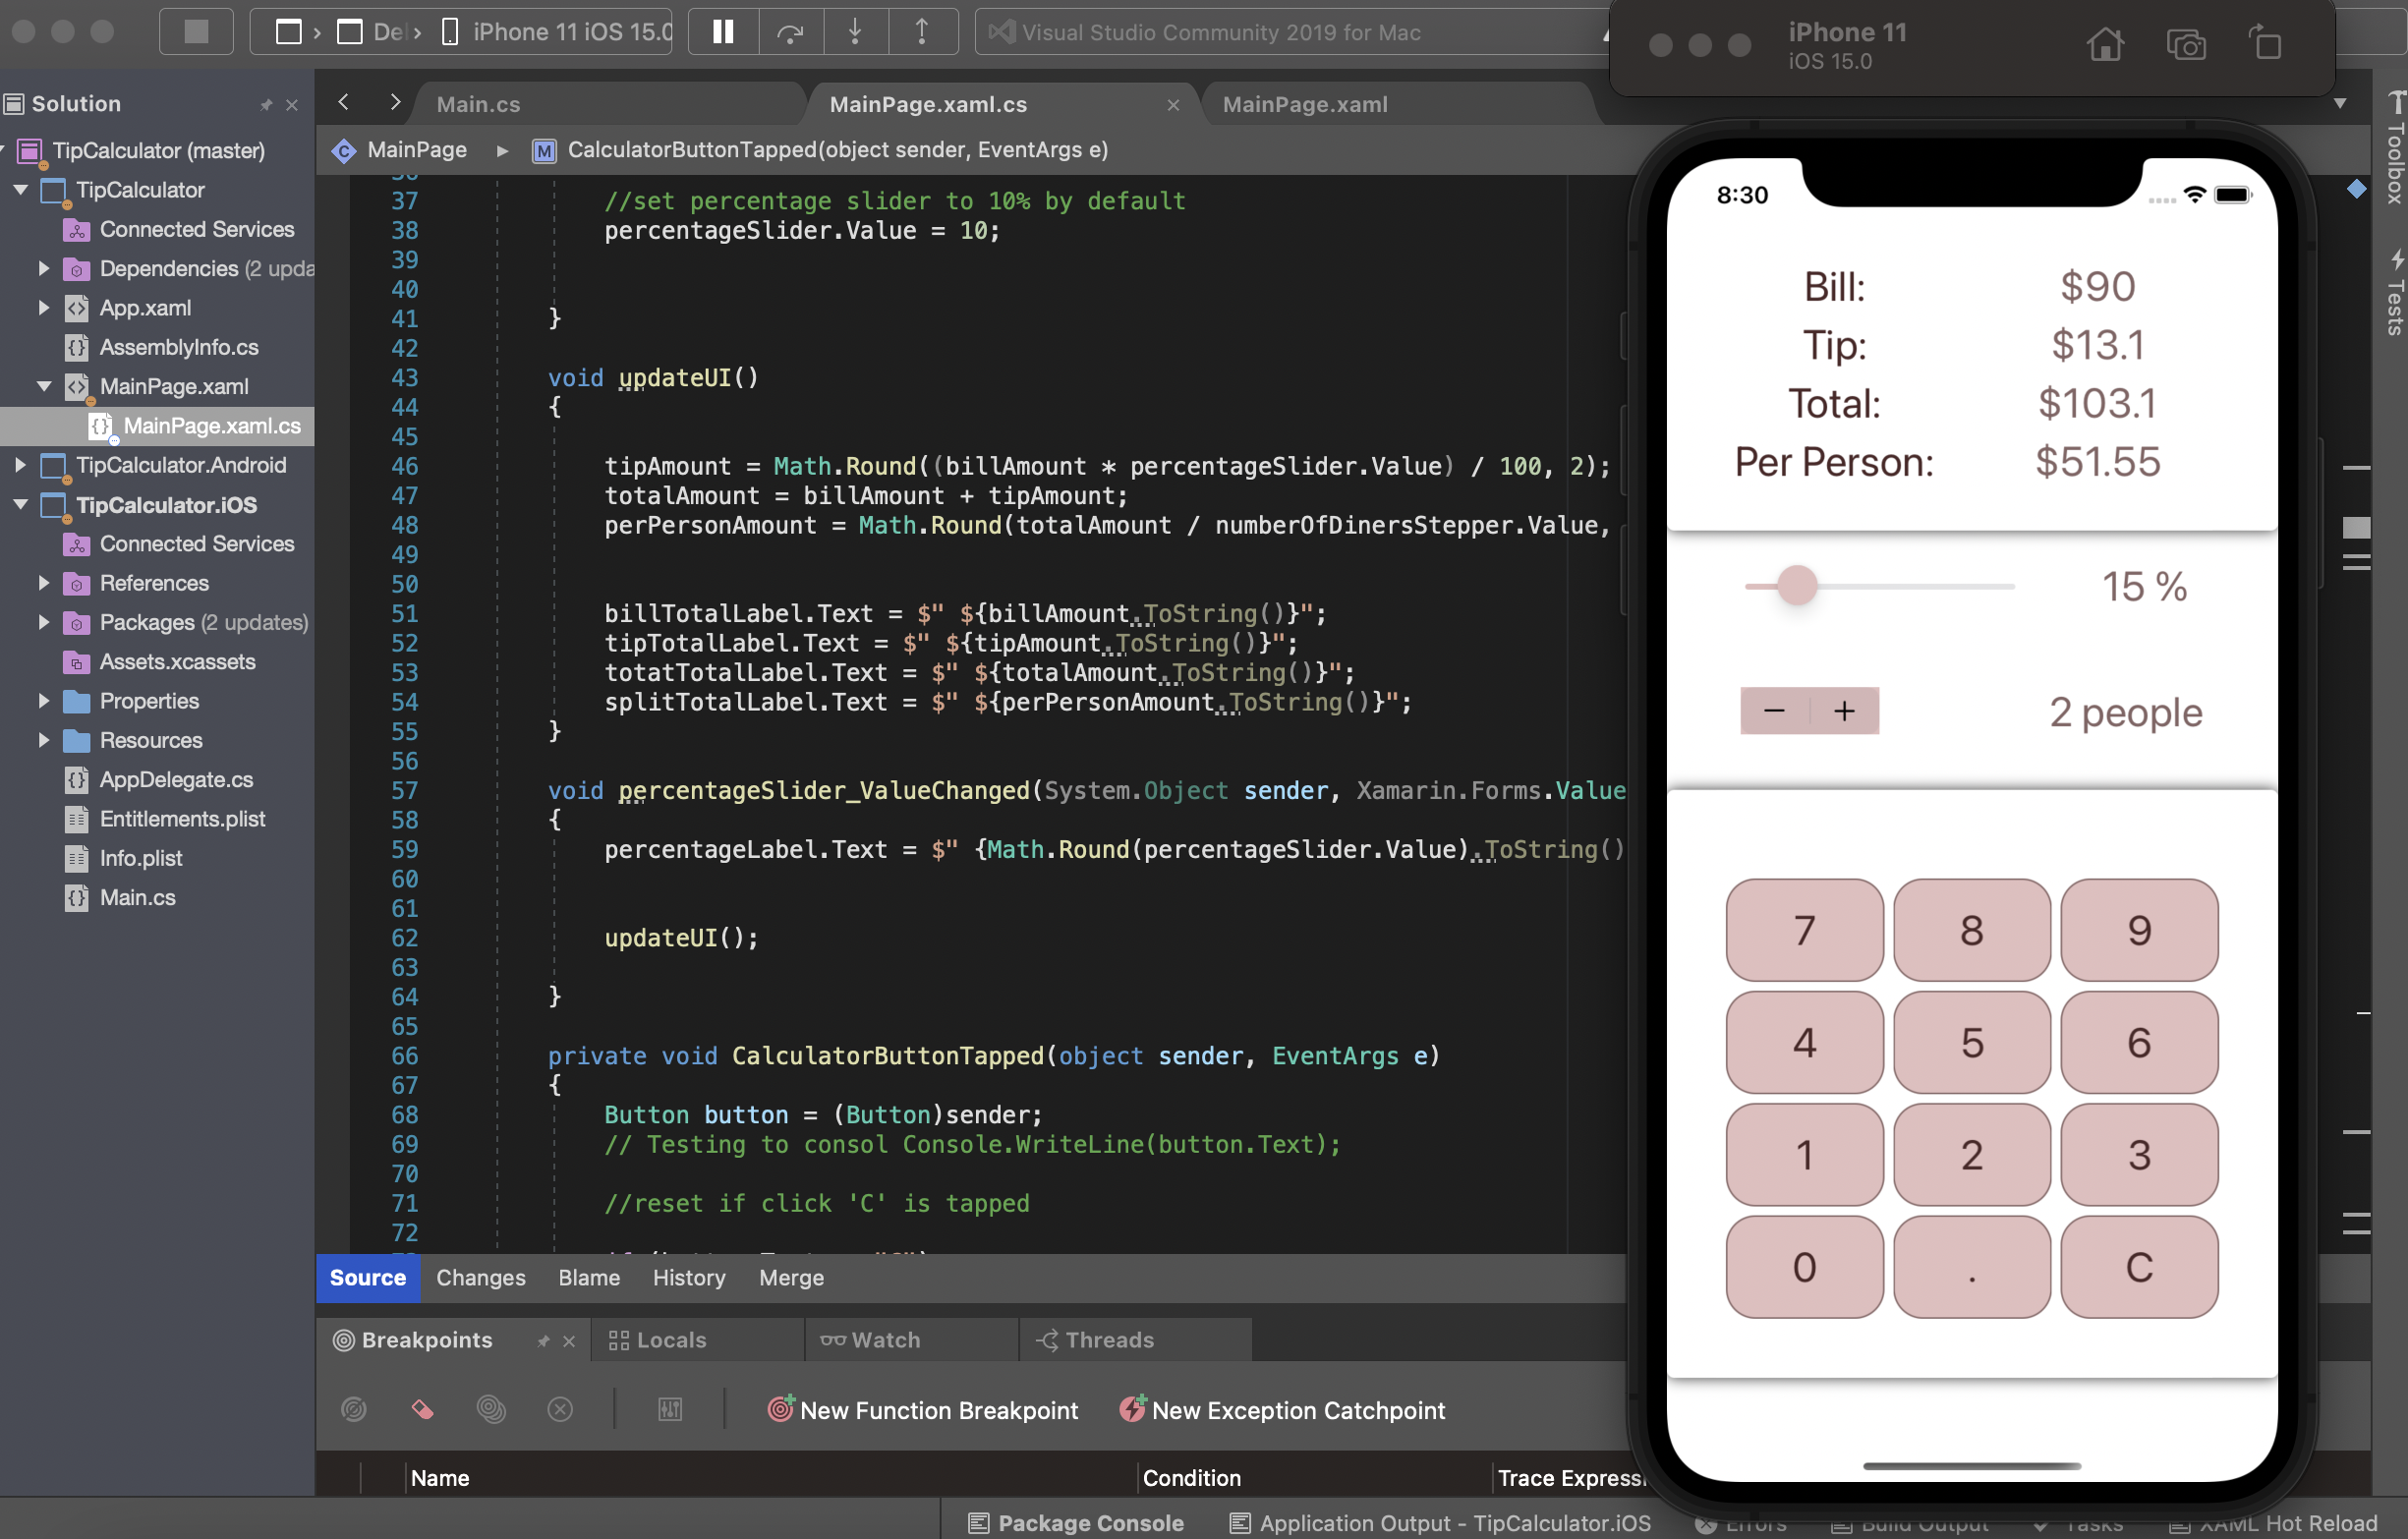 De › iPhone 11 iOS 15.0
Visual Studio Community 2019 for Mac
iPhone 11
iOS 15.0
Solution
TipCalculator (master)
TipCalculator
Connected Services
Dependencies (2 upda
App.xaml
AssemblyInfo.cs
MainPage.xaml
MainPage.xaml.cs
TipCalculator.Android
TipCalculator.iOS
Connected Services
References
Packages (2 updates)
Assets.xcassets
Properties
Resources
AppDelegate.cs
Entitlements.plist
Info.plist
Main.cs
Main.cs
MainPage.xaml.cs
MainPage.xaml
MainPage ▸ M CalculatorButtonTapped(object sender, EventArgs e)
36
37 //set percentage slider to 10% by default
38 percentageSlider.Value = 10;
39
40
41 }
42
43 void updateUI()
44 {
45
46 tipAmount = Math.Round((billAmount * percentageSlider.Value) / 100, 2);
47 totalAmount = billAmount + tipAmount;
48 perPersonAmount = Math.Round(totalAmount / numberOfDinersStepper.Value,
49
50
51 billTotalLabel.Text = $" ${billAmount.ToString()}";
52 tipTotalLabel.Text = $" ${tipAmount.ToString()}";
53 totatTotalLabel.Text = $" ${totalAmount.ToString()}";
54 splitTotalLabel.Text = $" ${perPersonAmount.ToString()}";
55 }
56
57 void percentageSlider_ValueChanged(System.Object sender, Xamarin.Forms.Value
58 {
59 percentageLabel.Text = $" {Math.Round(percentageSlider.Value).ToString()
60
61
62 updateUI();
63
64 }
65
66 private void CalculatorButtonTapped(object sender, EventArgs e)
67 {
68 Button button = (Button)sender;
69 // Testing to consol Console.WriteLine(button.Text);
70
71 //reset if click 'C' is tapped
72
Source Changes Blame History Merge
Breakpoints
Locals
Watch
Threads
New Function Breakpoint
New Exception Catchpoint
Name
Condition
Trace Expressi
Package Console
Application Output - TipCalculator.iOS
Errors
Build Output
Tasks
XAML Hot Reload
Toolbox
Tests
8:30
Bill: $90
Tip: $13.1
Total: $103.1
Per Person: $51.55
15 %
− + 2 people
7 8 9
4 5 6
1 2 3
0 . C